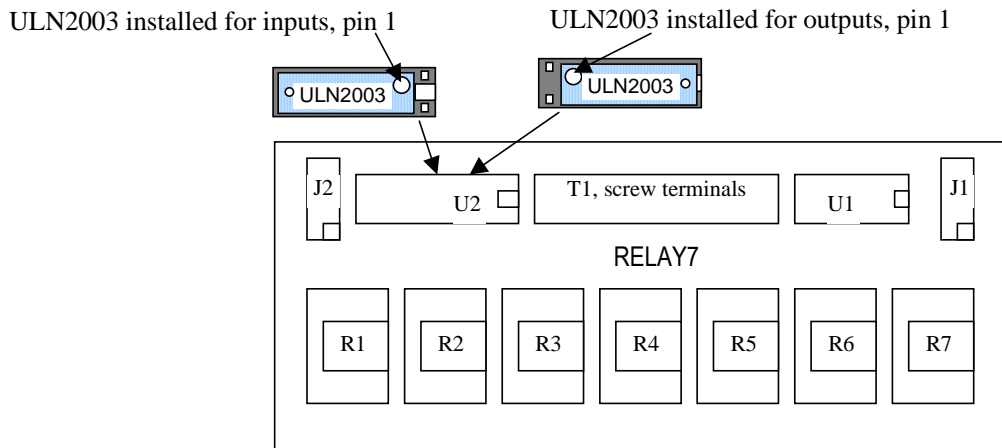 ULN2003 installed for inputs, pin 1
ULN2003 installed for outputs, pin 1
ULN2003
ULN2003
J2
U2
T1, screw terminals
U1
J1
RELAY7
R1
R2
R3
R4
R5
R6
R7